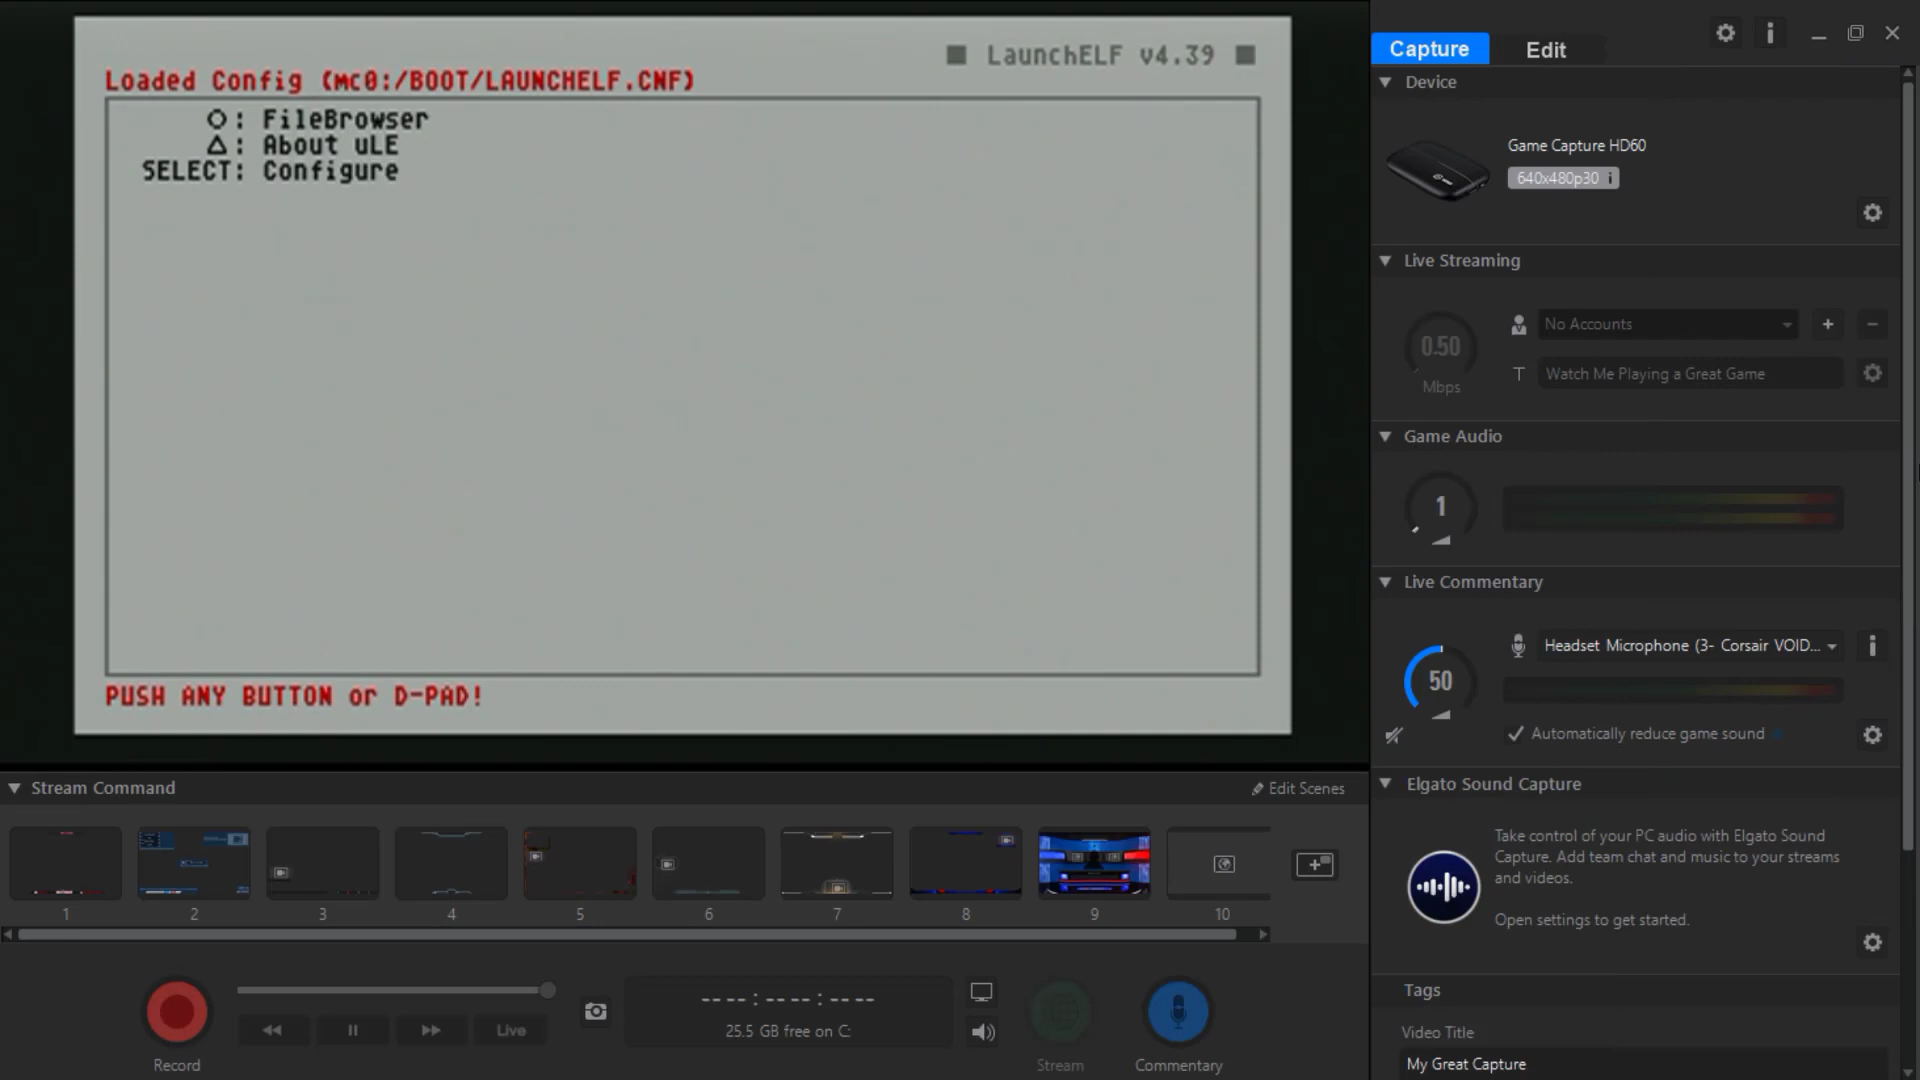 LaunchELF v4.39
Loaded Config (mc0:/BOOT/LAUNCHELF.CNF)
: FileBrowser
: About uLE
SELECT: Configure
PUSH ANY BUTTON or D-PAD!
Capture
Edit
Device
Game Capture HD60
640x480p30 i
Live Streaming
0.50
Mbps
No Accounts
T Watch Me Playing a Great Game
Game Audio
1
Live Commentary
Headset Microphone (3- Corsair VOID...
50
Automatically reduce game sound
Elgato Sound Capture
Take control of your PC audio with Elgato Sound
Capture. Add team chat and music to your streams
and videos.
Open settings to get started.
Tags
Video Title
My Great Capture
Stream Command
Edit Scenes
1 2 3 4 5 6 7 8 9 10
Live
----:----:----
25.5 GB free on C:
Record
Stream
Commentary